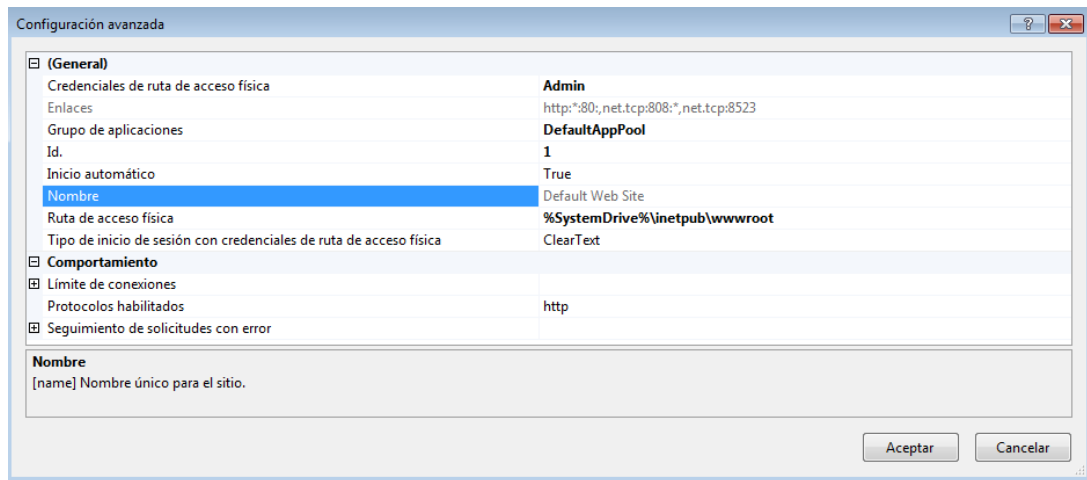 Configuración avanzada
(General)
Credenciales de ruta de acceso física Admin
Enlaces http:*:80:,net.tcp:808:*,net.tcp:8523
Grupo de aplicaciones DefaultAppPool
Id. 1
Inicio automático True
Nombre Default Web Site
Ruta de acceso física %SystemDrive%\inetpub\wwwroot
Tipo de inicio de sesión con credenciales de ruta de acceso física ClearText
Comportamiento
Límite de conexiones
Protocolos habilitados http
Seguimiento de solicitudes con error
Nombre
[name] Nombre único para el sitio.
Aceptar Cancelar